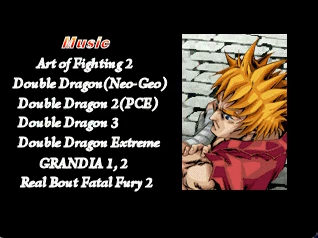 Music
Art of Fighting 2
Double Dragon(Neo-Geo)
Double Dragon 2(PCE)
Double Dragon 3
Double Dragon Extreme
GRANDIA 1, 2
Real Bout Fatal Fury 2